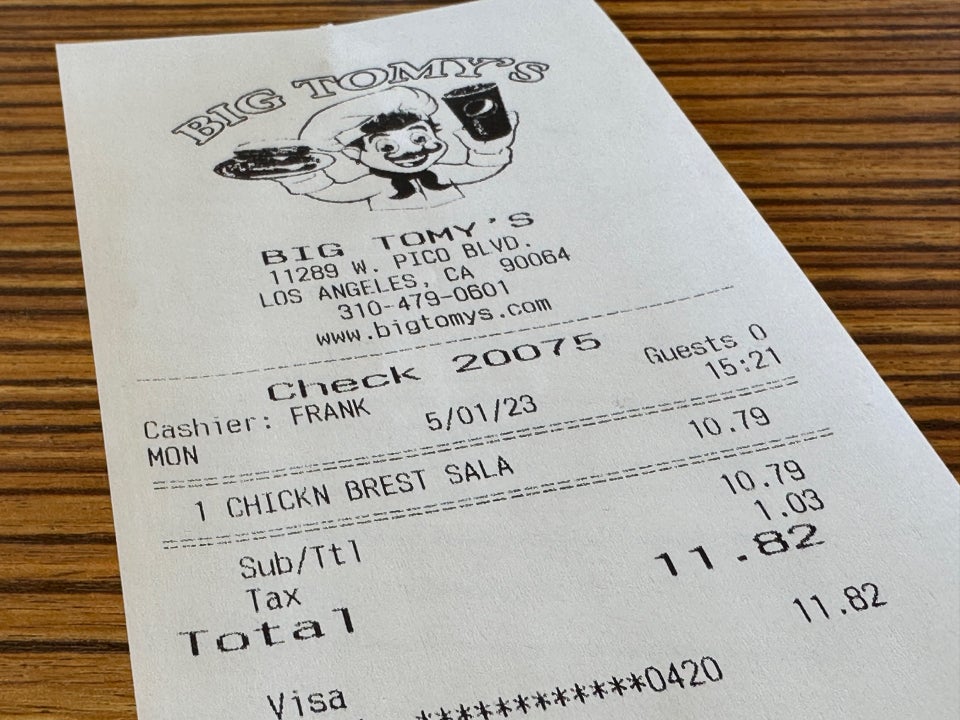 BIG TOMY'S
BIG TOMY'S
11289 W. PICO BLVD.
LOS ANGELES, CA 90064
310-479-0601
www.bigtomys.com
Check 20075
Guests 0
Cashier: FRANK
MON 5/01/23 15:21
1 CHICKN BREST SALA 10.79
Sub/Ttl 10.79
Tax 1.03
Total 11.82
Visa 11.82
************0420